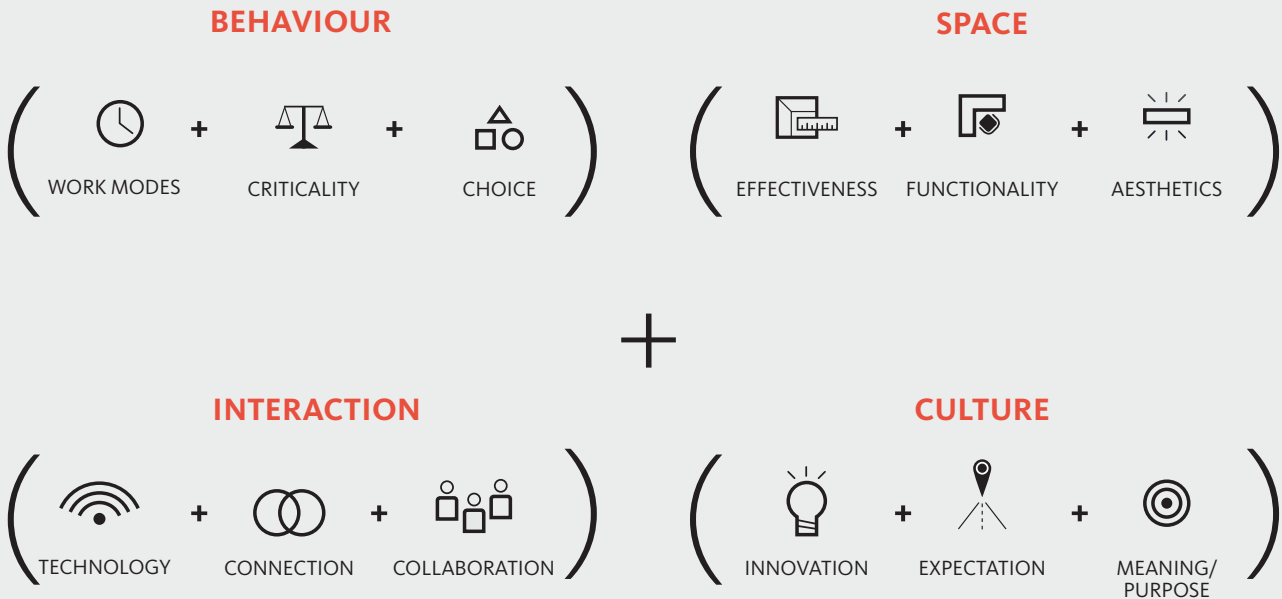 BEHAVIOUR
( WORK MODES + CRITICALITY + CHOICE )
SPACE
( EFFECTIVENESS + FUNCTIONALITY + AESTHETICS )
+
INTERACTION
( TECHNOLOGY + CONNECTION + COLLABORATION )
CULTURE
( INNOVATION + EXPECTATION + MEANING/
PURPOSE )